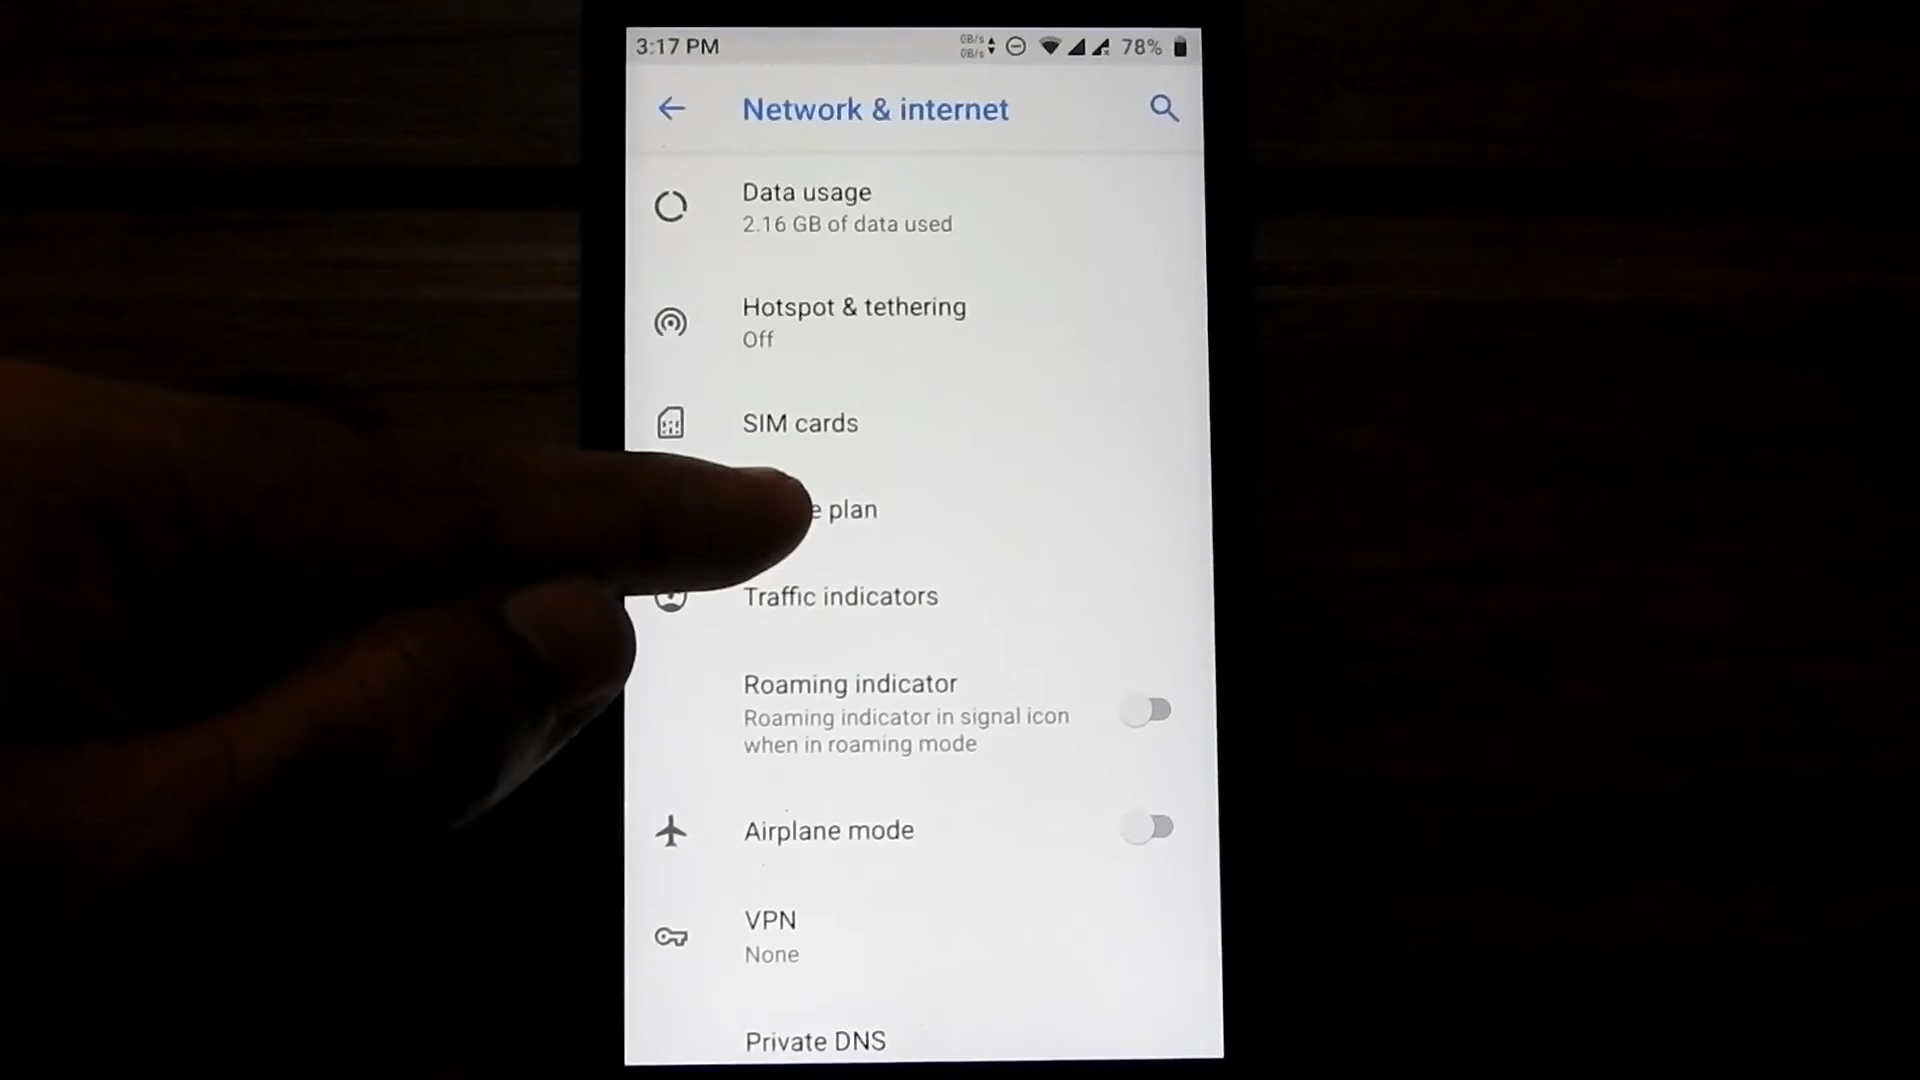 3:17 PM
0B/s
0B/s
78%
Network & internet
Data usage
2.16 GB of data used
Hotspot & tethering
Off
SIM cards
e plan
Traffic indicators
Roaming indicator
Roaming indicator in signal icon
when in roaming mode
Airplane mode
VPN
None
Private DNS